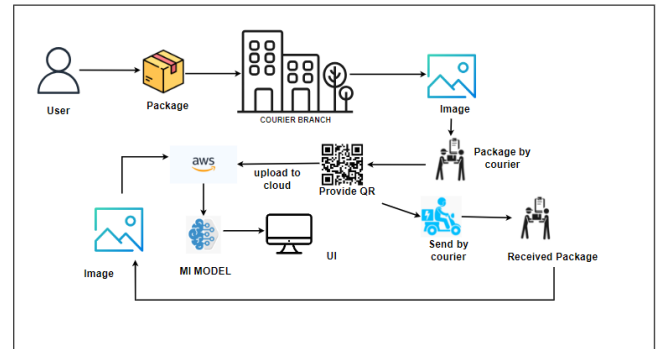 User
Package
COURIER BRANCH
Image
Package by
courier
aws
upload to
cloud
Provide QR
Send by
courier
Received Package
Image
MI MODEL
UI